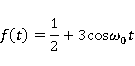 f(t) = 1/2 + 3cosω₀t